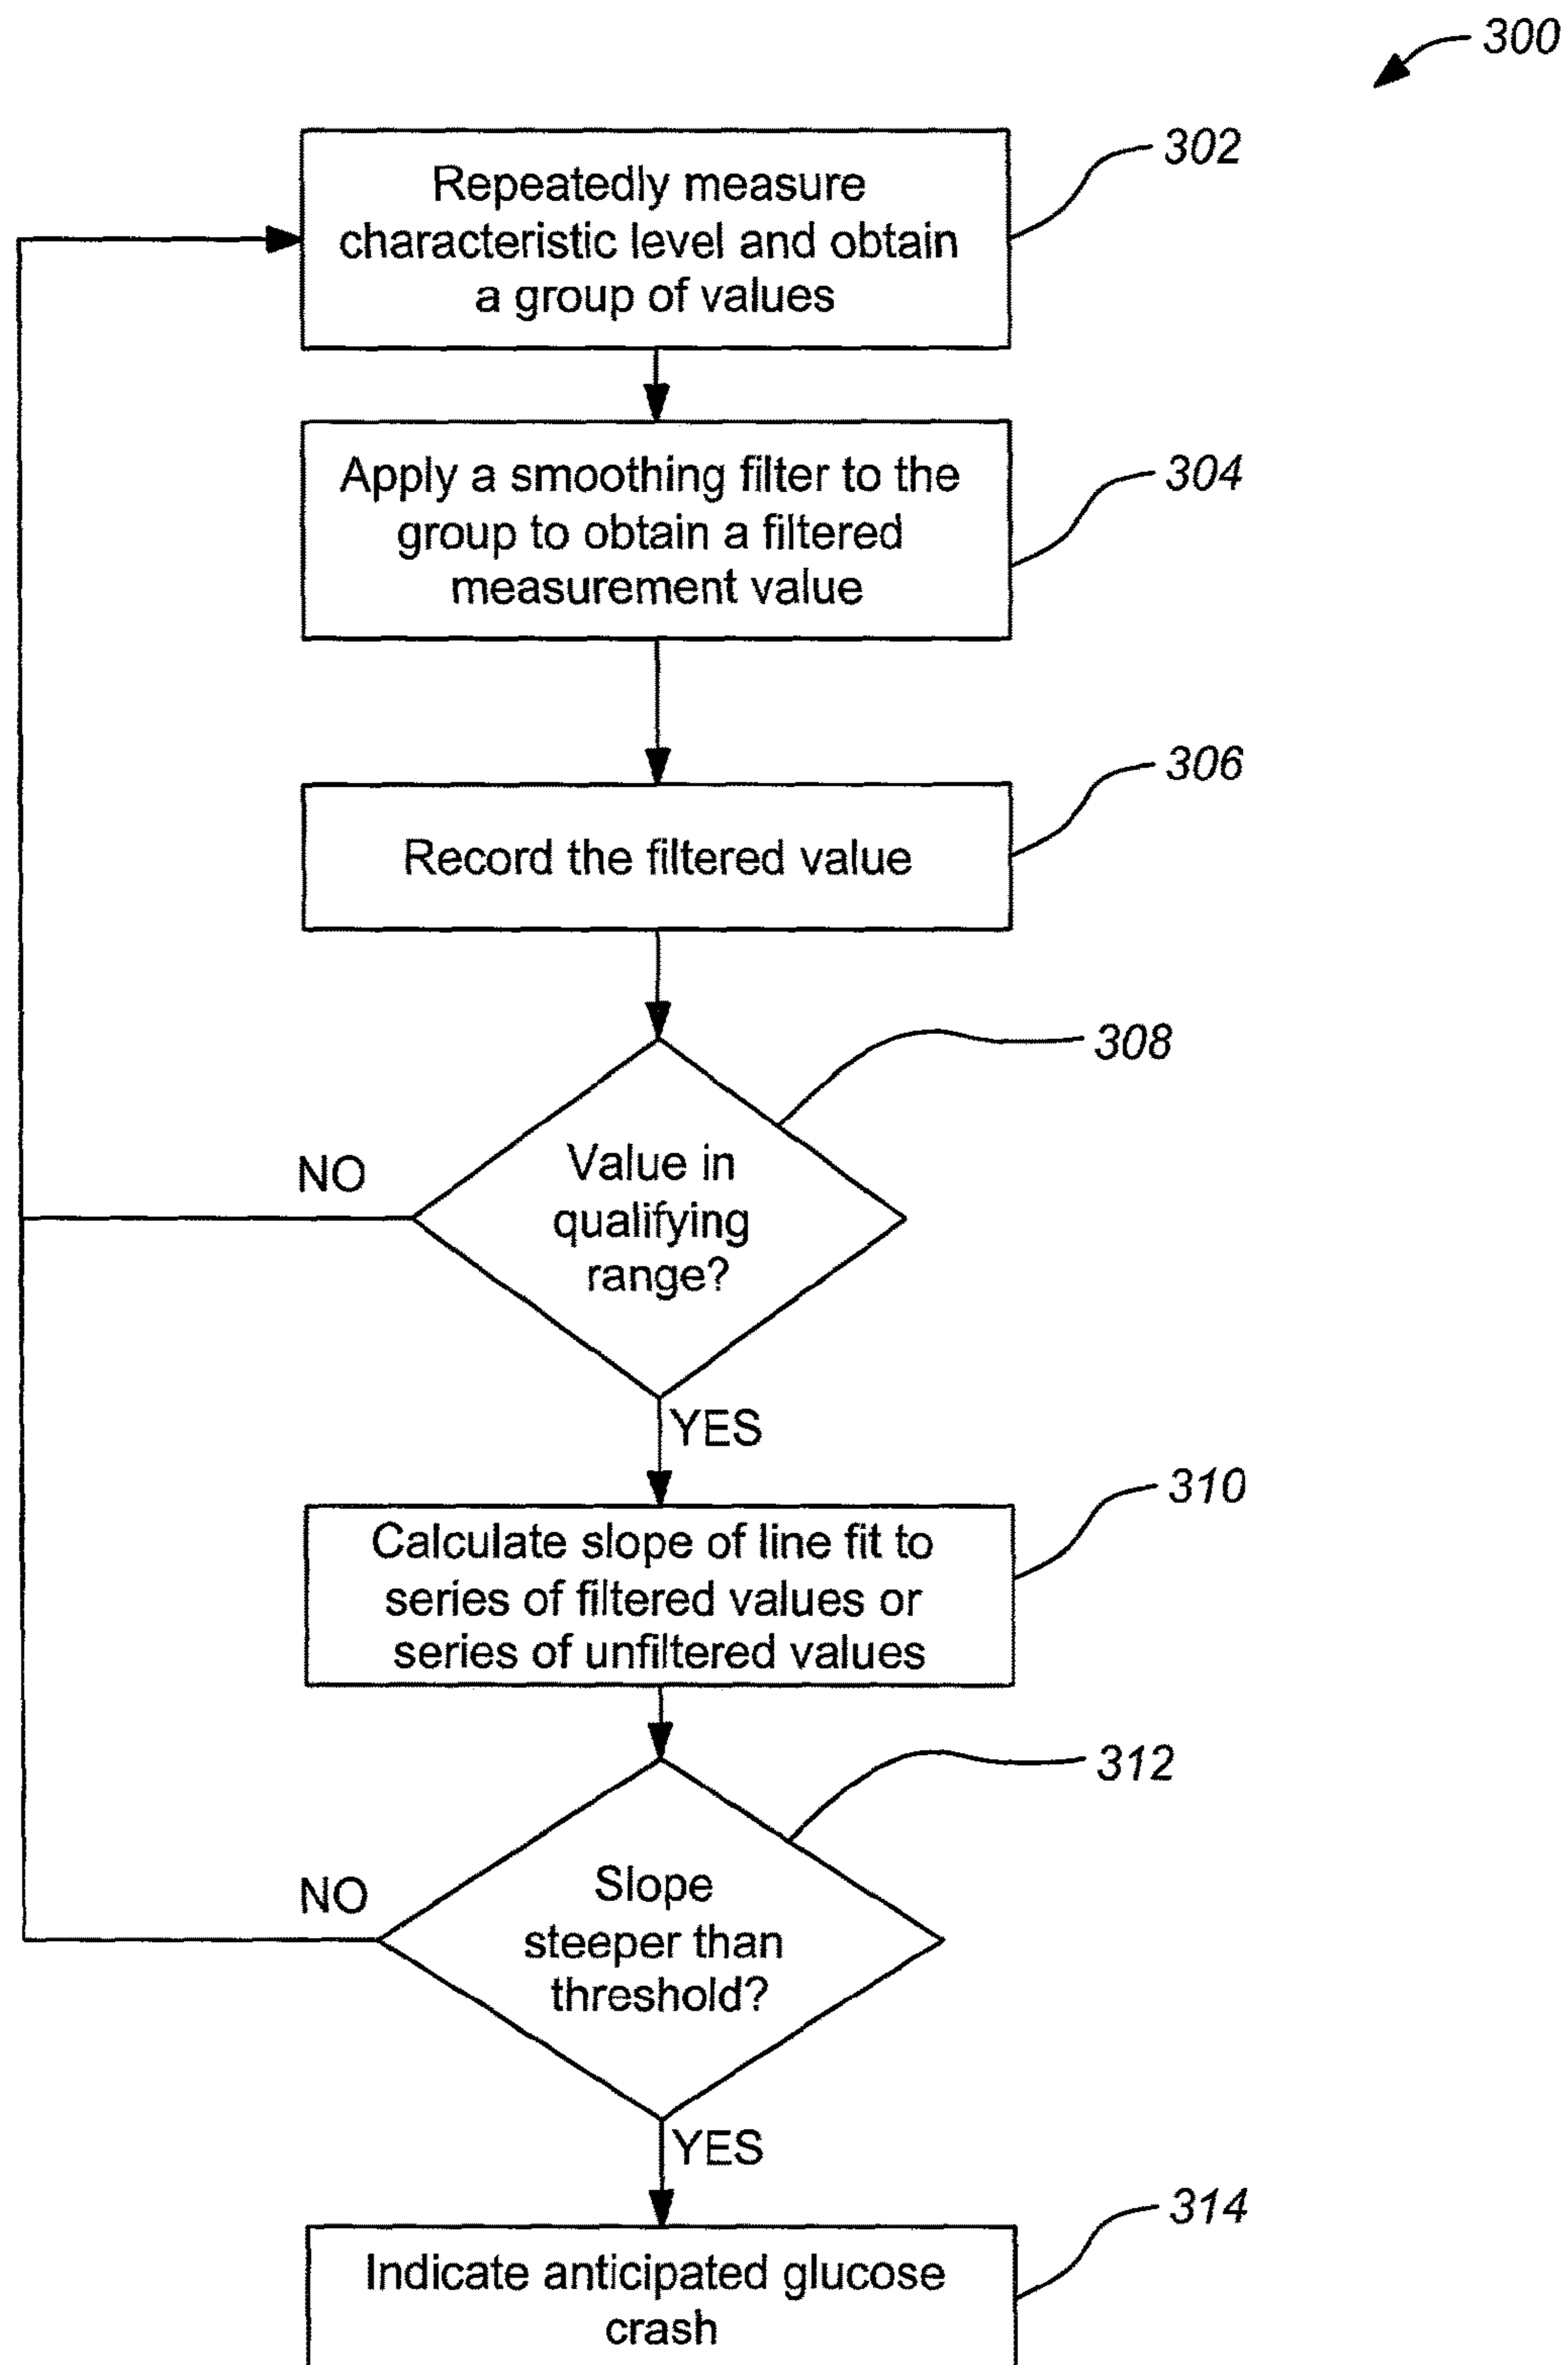 300
302
Repeatedly measure
characteristic level and obtain
a group of values
304
Apply a smoothing filter to the
group to obtain a filtered
measurement value
306
Record the filtered value
308
Value in
qualifying
range?
NO
YES
310
Calculate slope of line fit to
series of filtered values or
series of unfiltered values
312
Slope
steeper than
threshold?
NO
YES
314
Indicate anticipated glucose
crash